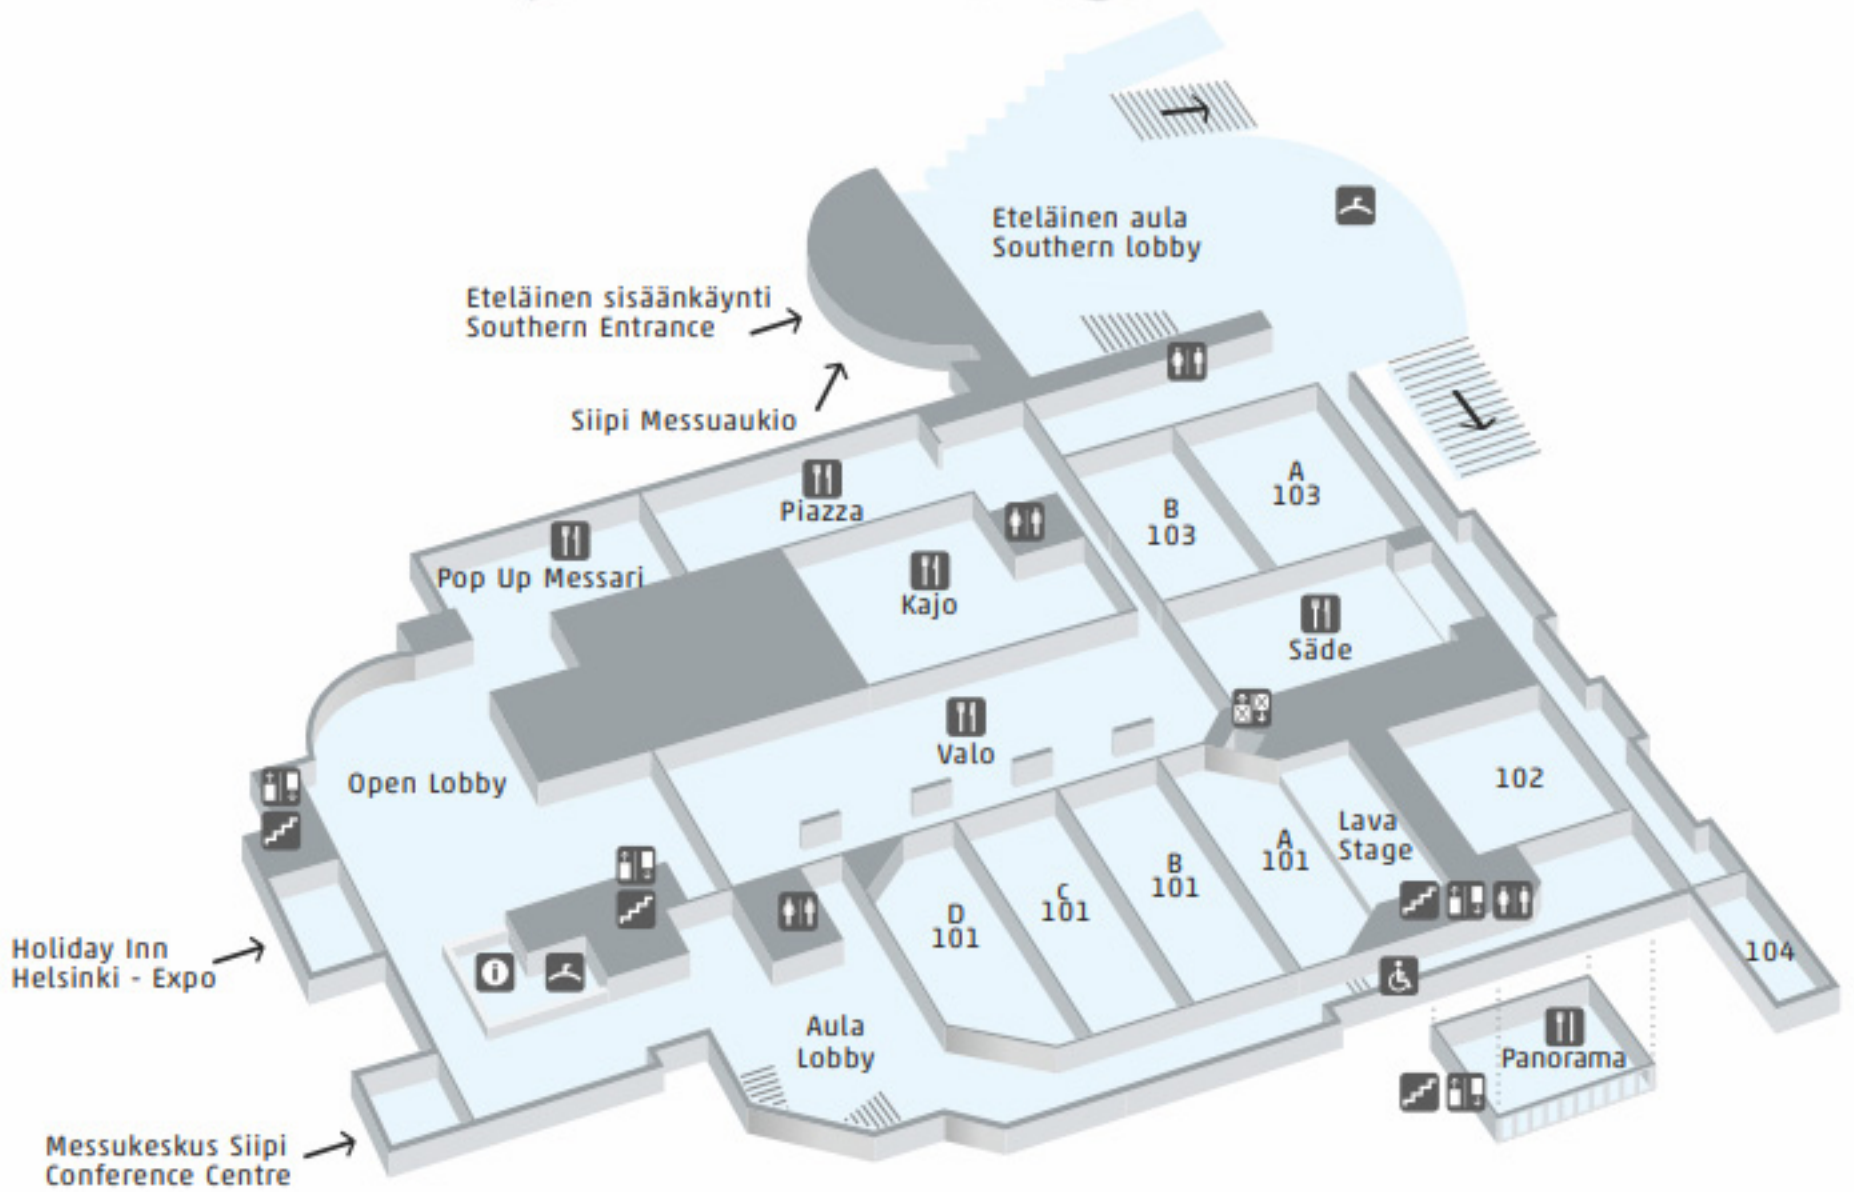 Eteläinen aula
Southern lobby
Eteläinen sisäänkäynti
Southern Entrance
Siipi Messuaukio
Piazza
Pop Up Messari
Kajo
A
103
B
103
Säde
Valo
Open Lobby
102
Lava
Stage
A
101
B
101
C
101
D
101
Holiday Inn
Helsinki - Expo
104
Aula
Lobby
Panorama
Messukeskus Siipi
Conference Centre